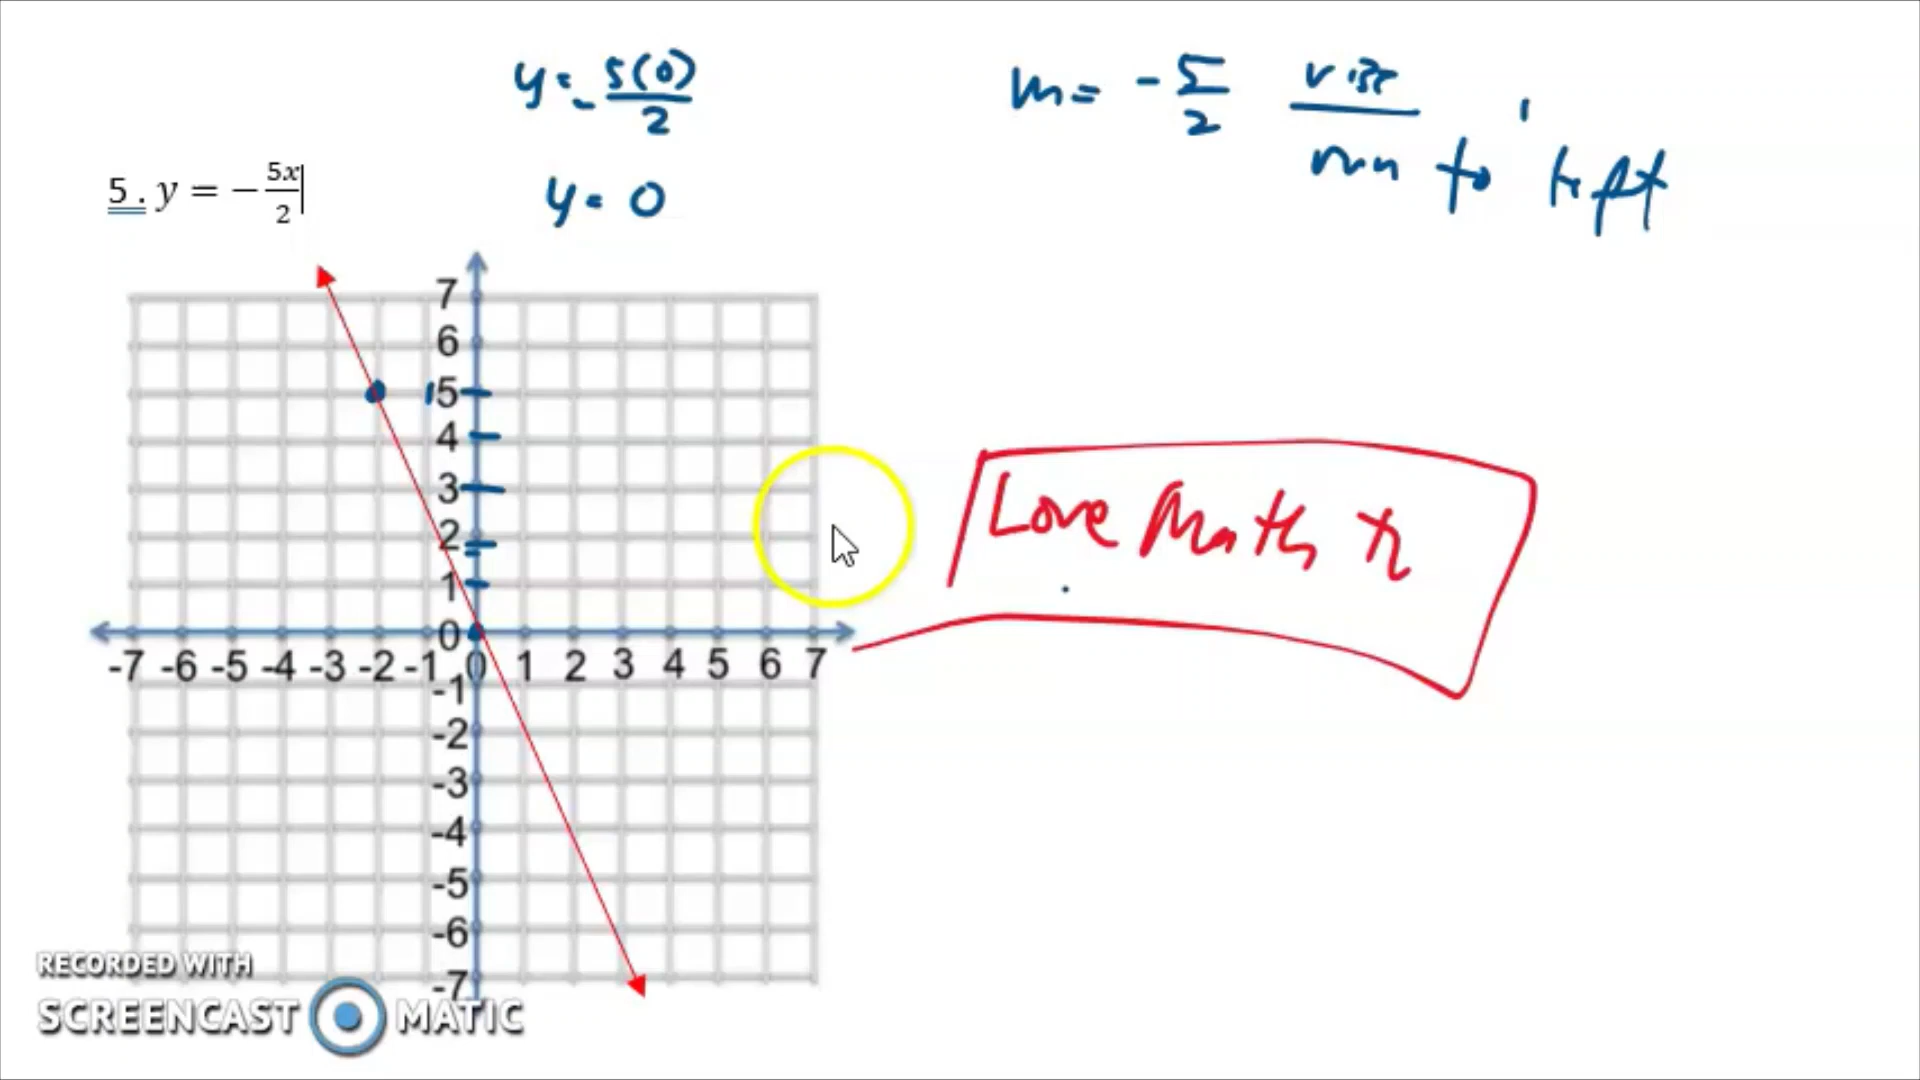 y = - 5(0)/2
m = - 5/2 rise/run to left
5 . y = − 5x/2
y = 0
7
6
5
4
3
2
1
0
-7 -6 -5 -4 -3 -2 -1 0 1 2 3 4 5 6 7
-1
-2
-3
-4
-5
-6
-7
Love Math
RECORDED WITH
SCREENCAST MATIC